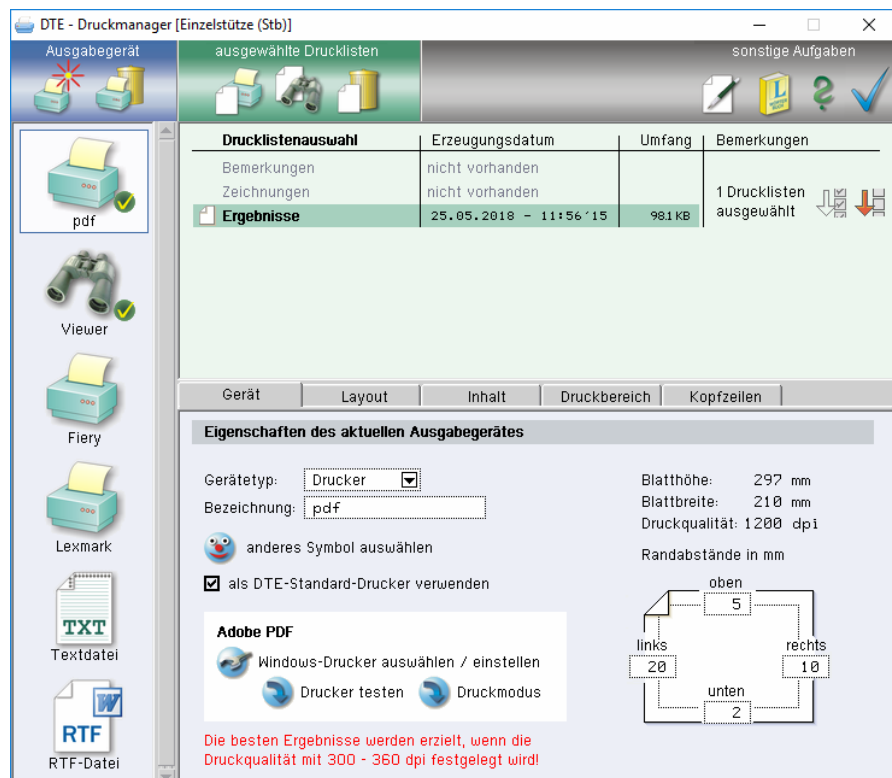 DTE - Druckmanager [Einzelstütze (Stb)]
Ausgabegerät
ausgewählte Drucklisten
sonstige Aufgaben
Drucklistenauswahl Erzeugungsdatum Umfang Bemerkungen
Bemerkungen nicht vorhanden
Zeichnungen nicht vorhanden
Ergebnisse 25.05.2018 - 11:56´15 98.1 KB
1 Drucklisten
ausgewählt
pdf
Viewer
Fiery
Lexmark
TXT
Textdatei
W
RTF
RTF-Datei
Gerät Layout Inhalt Druckbereich Kopfzeilen
Eigenschaften des aktuellen Ausgabegerätes
Gerätetyp: Drucker
Bezeichnung: pdf
anderes Symbol auswählen
als DTE-Standard-Drucker verwenden
Adobe PDF
Windows-Drucker auswählen / einstellen
Drucker testen Druckmodus
Die besten Ergebnisse werden erzielt, wenn die
Druckqualität mit 300 - 360 dpi festgelegt wird!
Blatthöhe: 297 mm
Blattbreite: 210 mm
Druckqualität: 1200 dpi
Randabstände in mm
oben
5
links rechts
20 10
unten
2